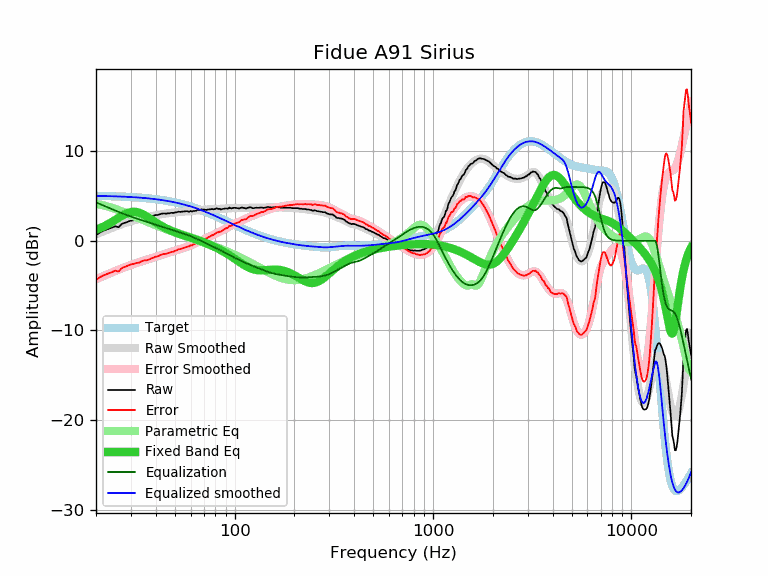 Fidue A91 Sirius
Amplitude (dBr)
10
0
−10
−20
−30
Target
Raw Smoothed
Error Smoothed
Raw
Error
Parametric Eq
Fixed Band Eq
Equalization
Equalized smoothed
100
1000
10000
Frequency (Hz)